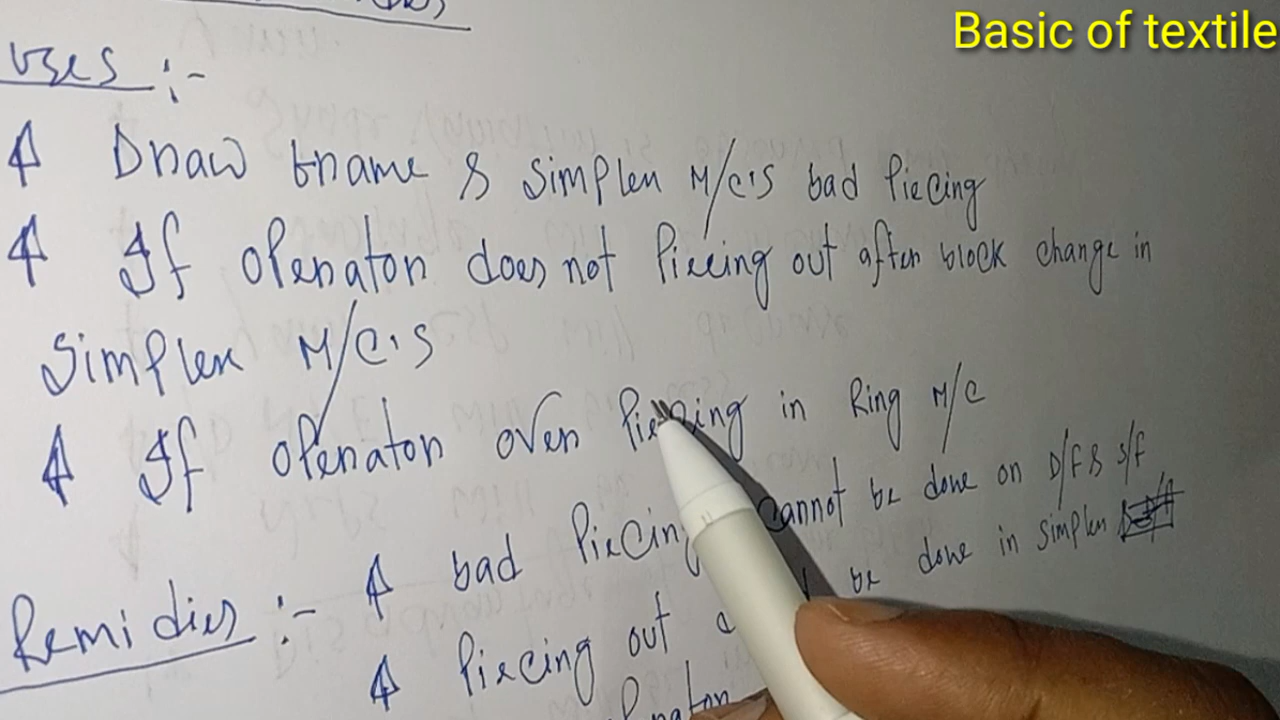 Basic of textile
uses :-
Draw frame & Simplex M/C's bad Piecing
If Operator does not Piecing out after block change in
Simplex M/C's
If Operator over Piecing in Ring M/C
Remidies :- bad Piecing cannot be done on D/F & S/F
Piecing out be done in simplex